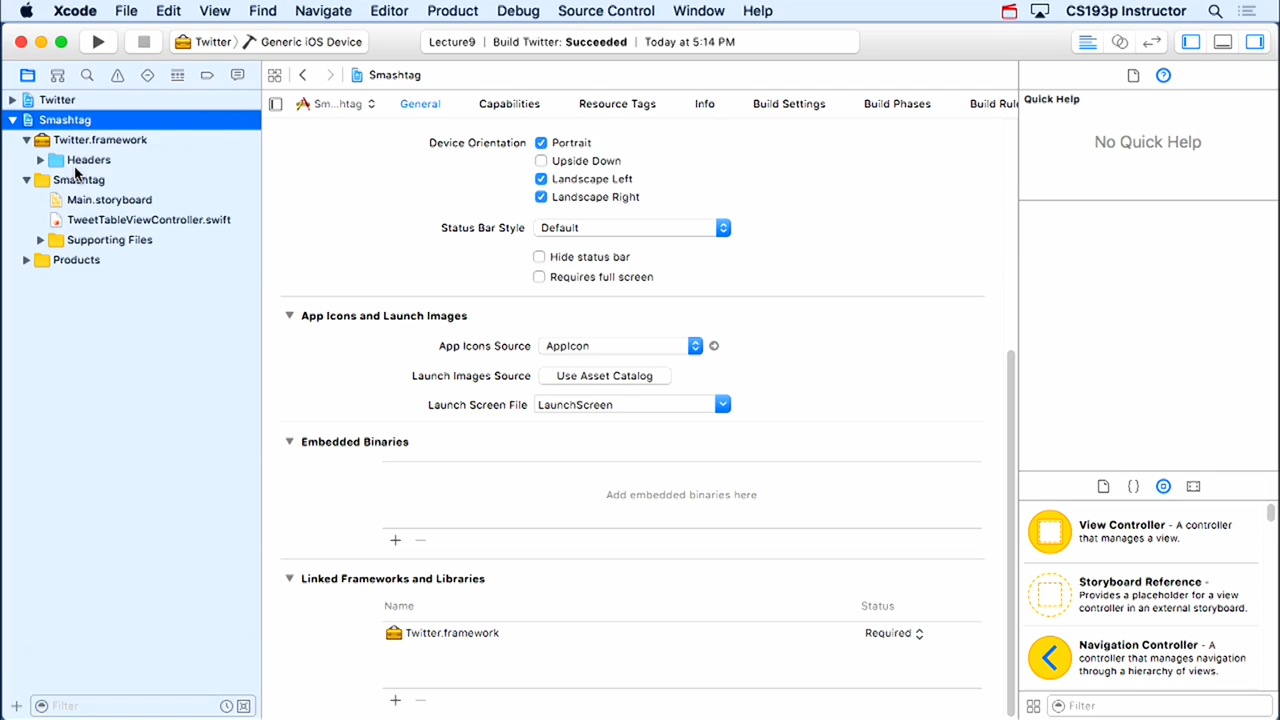 Xcode File Edit View Find Navigate Editor Product Debug Source Control Window Help CS193p Instructor
Twitter Generic iOS Device Lecture9 Build Twitter: Succeeded Today at 5:14 PM
Smashtag
Quick Help
No Quick Help
Twitter
Smashtag
Twitter.framework
Headers
Smashtag
Main.storyboard
TweetTableViewController.swift
Supporting Files
Products
Sm...htag General Capabilities Resource Tags Info Build Settings Build Phases Build Rul
Device Orientation Portrait
Upside Down
Landscape Left
Landscape Right
Status Bar Style Default
Hide status bar
Requires full screen
App Icons and Launch Images
App Icons Source AppIcon
Launch Images Source Use Asset Catalog
Launch Screen File LaunchScreen
Embedded Binaries
Add embedded binaries here
Linked Frameworks and Libraries
Name Status
Twitter.framework Required
View Controller - A controller
that manages a view.
Storyboard Reference -
Provides a placeholder for a view
controller in an external storyboard.
Navigation Controller - A
controller that manages navigation
through a hierarchy of views.
Filter
Filter